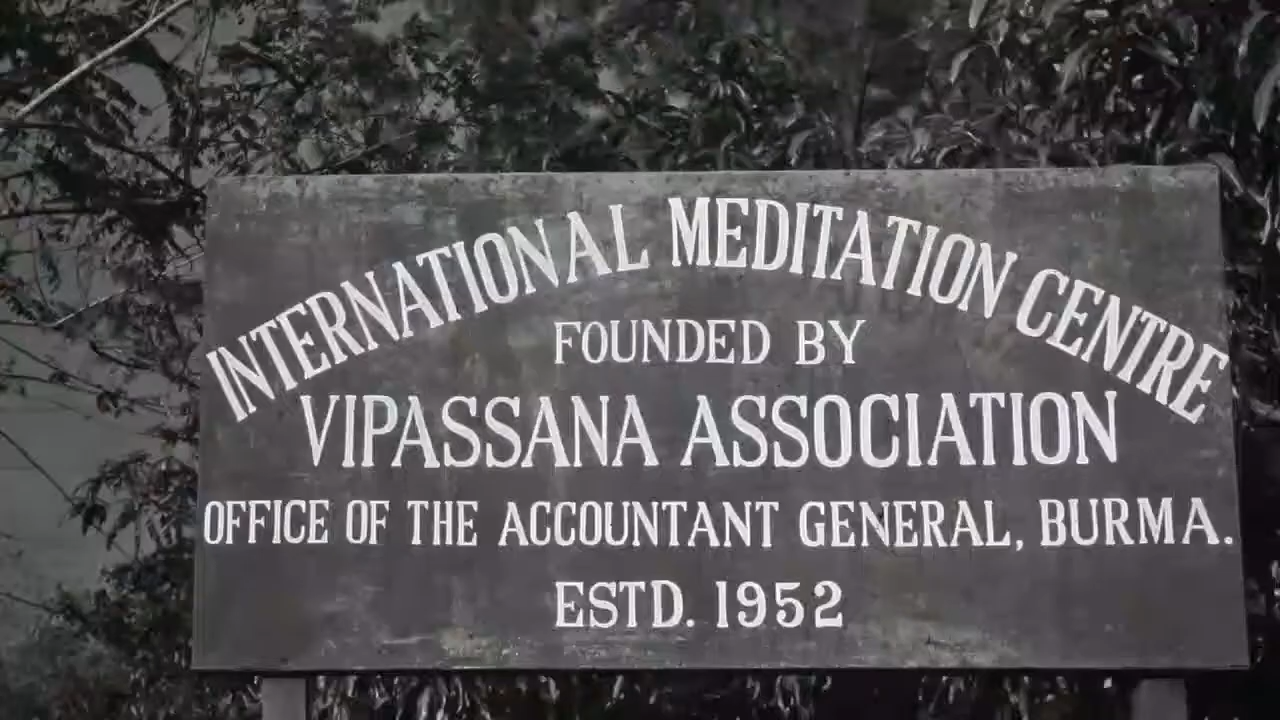 INTERNATIONAL MEDITATION CENTRE
FOUNDED BY
VIPASSANA ASSOCIATION
OFFICE OF THE ACCOUNTANT GENERAL, BURMA.
ESTD. 1952